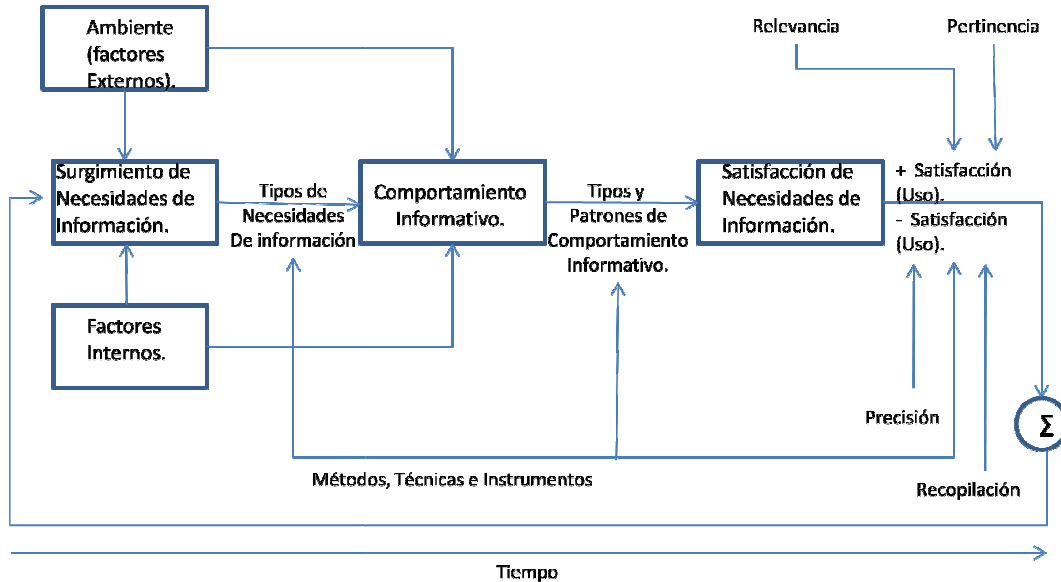 Ambiente
(factores
Externos).
Relevancia
Pertinencia
Surgimiento de
Necesidades de
Información.
Tipos de
Necesidades
De información
Comportamiento
Informativo.
Tipos y
Patrones de
Comportamiento
Informativo.
Satisfacción de
Necesidades de
Información.
+ Satisfacción
(Uso).
- Satisfacción
(Uso).
Factores
Internos.
Precisión
Σ
Métodos, Técnicas e Instrumentos
Recopilación
Tiempo